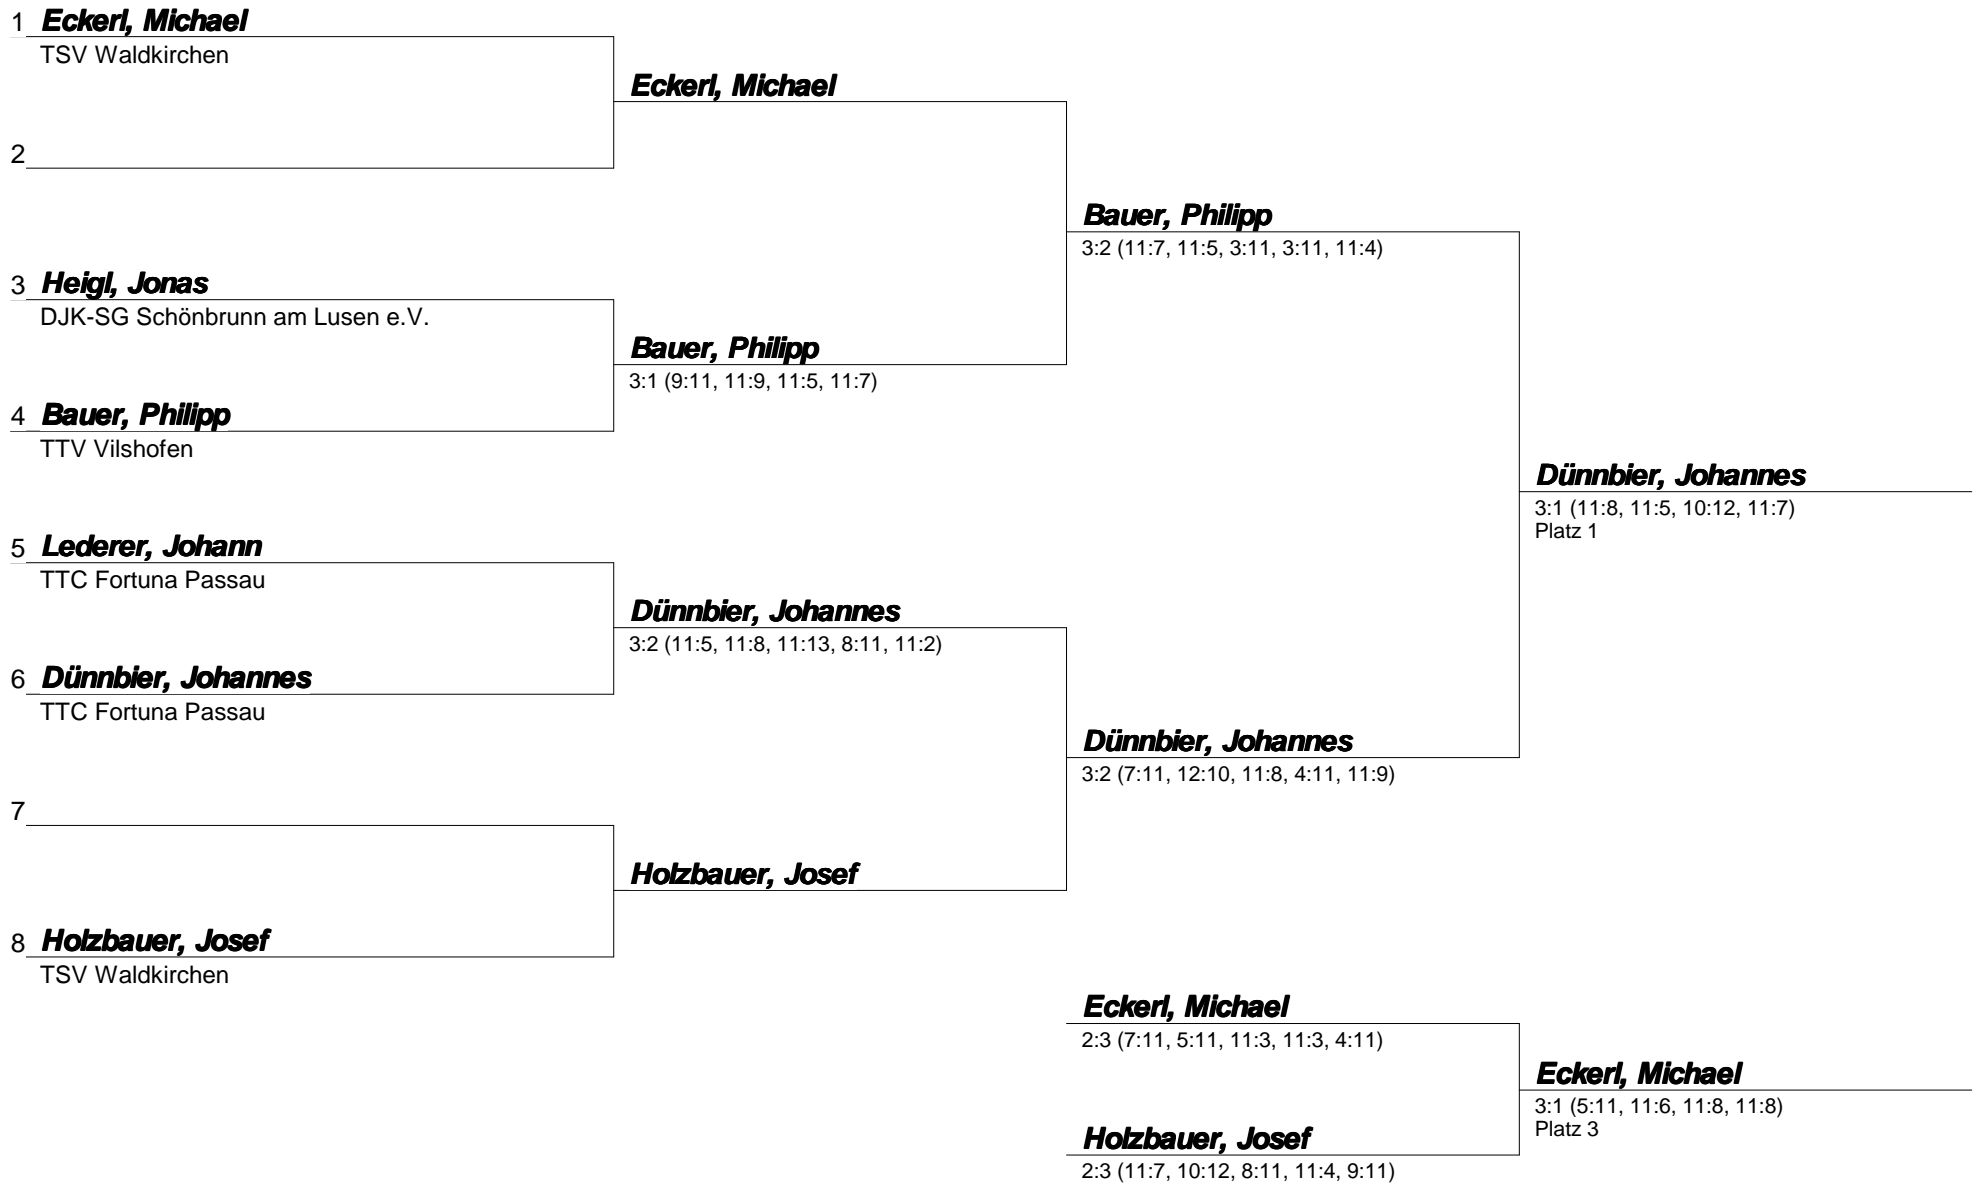 1 Eckerl, Michael
TSV Waldkirchen
Eckerl, Michael
2
Bauer, Philipp
3:2 (11:7, 11:5, 3:11, 3:11, 11:4)
3 Heigl, Jonas
DJK-SG Schönbrunn am Lusen e.V.
Bauer, Philipp
3:1 (9:11, 11:9, 11:5, 11:7)
4 Bauer, Philipp
TTV Vilshofen
Dünnbier, Johannes
3:1 (11:8, 11:5, 10:12, 11:7)
Platz 1
5 Lederer, Johann
TTC Fortuna Passau
Dünnbier, Johannes
3:2 (11:5, 11:8, 11:13, 8:11, 11:2)
6 Dünnbier, Johannes
TTC Fortuna Passau
Dünnbier, Johannes
3:2 (7:11, 12:10, 11:8, 4:11, 11:9)
7
Holzbauer, Josef
8 Holzbauer, Josef
TSV Waldkirchen
Eckerl, Michael
2:3 (7:11, 5:11, 11:3, 11:3, 4:11)
Eckerl, Michael
3:1 (5:11, 11:6, 11:8, 11:8)
Platz 3
Holzbauer, Josef
2:3 (11:7, 10:12, 8:11, 11:4, 9:11)